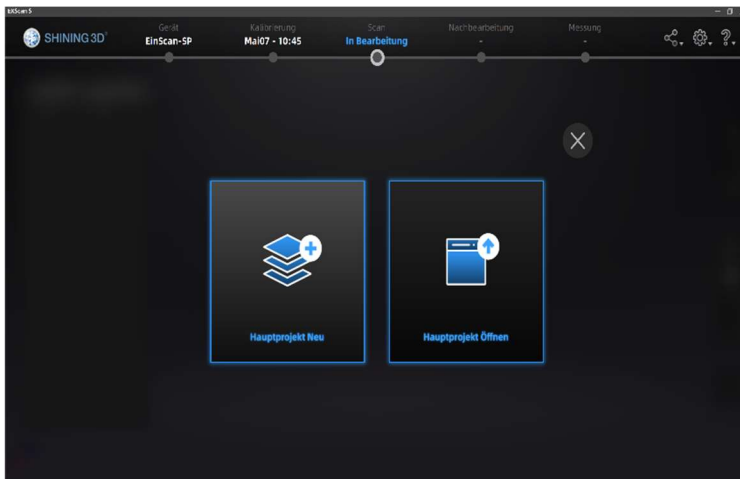 EXScan S
SHINING 3D®
Gerät
EinScan-SP
Kalibrierung
Mai07 - 10:45
Scan
In Bearbeitung
Nachbearbeitung
-
Messung
-
Hauptprojekt Neu
Hauptprojekt Öffnen